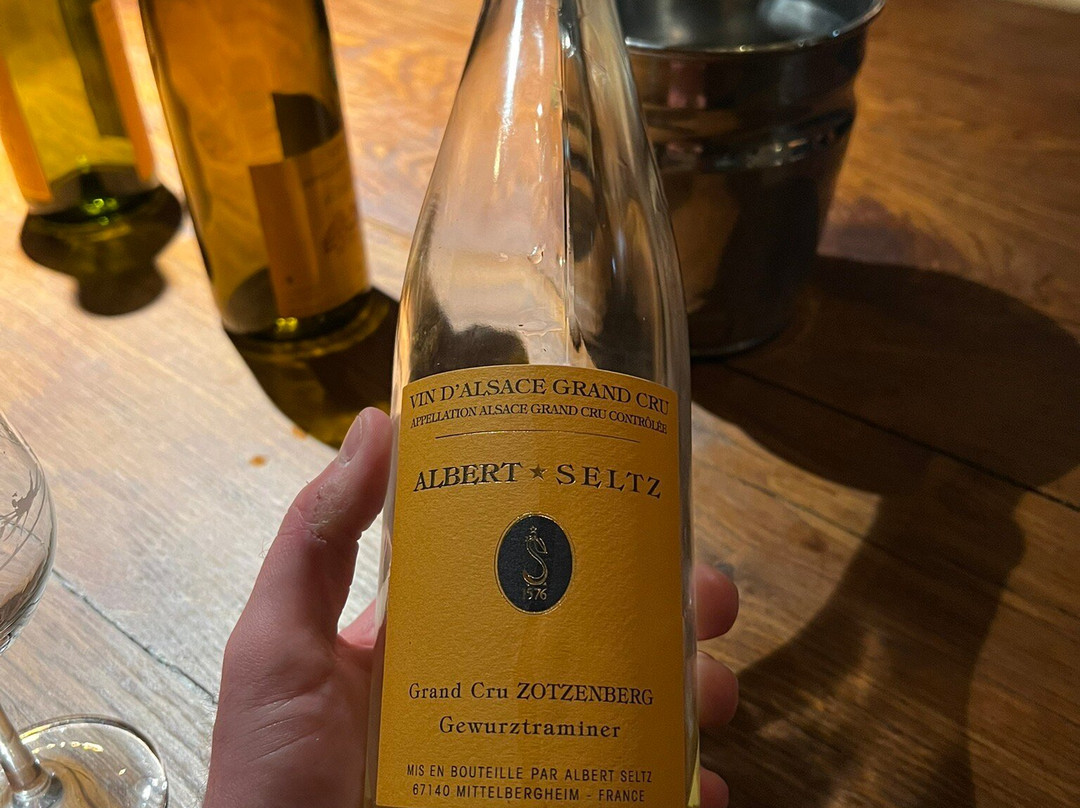 VIN D'ALSACE GRAND CRU
APPELLATION ALSACE GRAND CRU CONTRÔLÉE
ALBERT ★ SELTZ
S
1576
Grand Cru ZOTZENBERG
Gewurztraminer
MIS EN BOUTEILLE PAR ALBERT SELTZ
67140 MITTELBERGHEIM - FRANCE